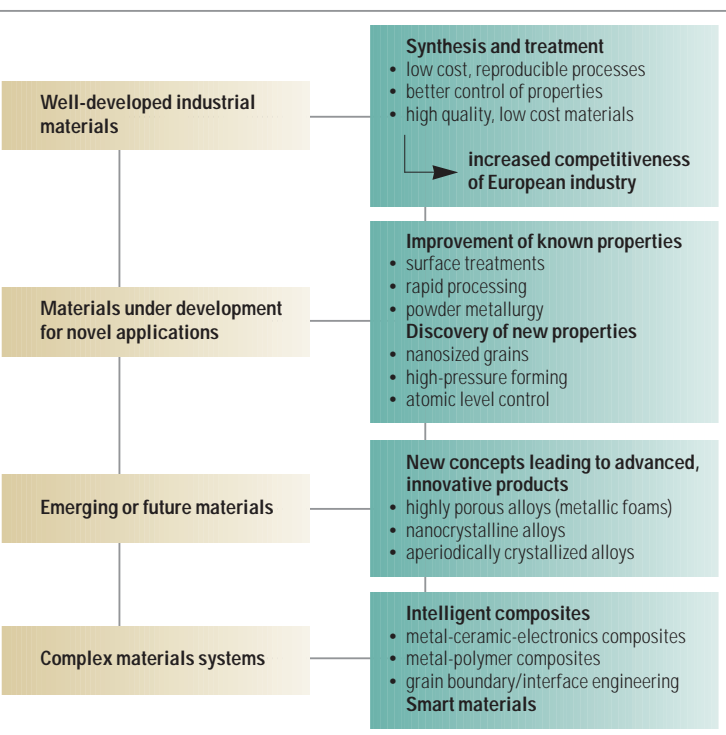 Well-developed industrial
materials
Synthesis and treatment
• low cost, reproducible processes
• better control of properties
• high quality, low cost materials
increased competitiveness
of European industry
Materials under development
for novel applications
Improvement of known properties
• surface treatments
• rapid processing
• powder metallurgy
Discovery of new properties
• nanosized grains
• high-pressure forming
• atomic level control
Emerging or future materials
New concepts leading to advanced,
innovative products
• highly porous alloys (metallic foams)
• nanocrystalline alloys
• aperiodically crystallized alloys
Complex materials systems
Intelligent composites
• metal-ceramic-electronics composites
• metal-polymer composites
• grain boundary/interface engineering
Smart materials